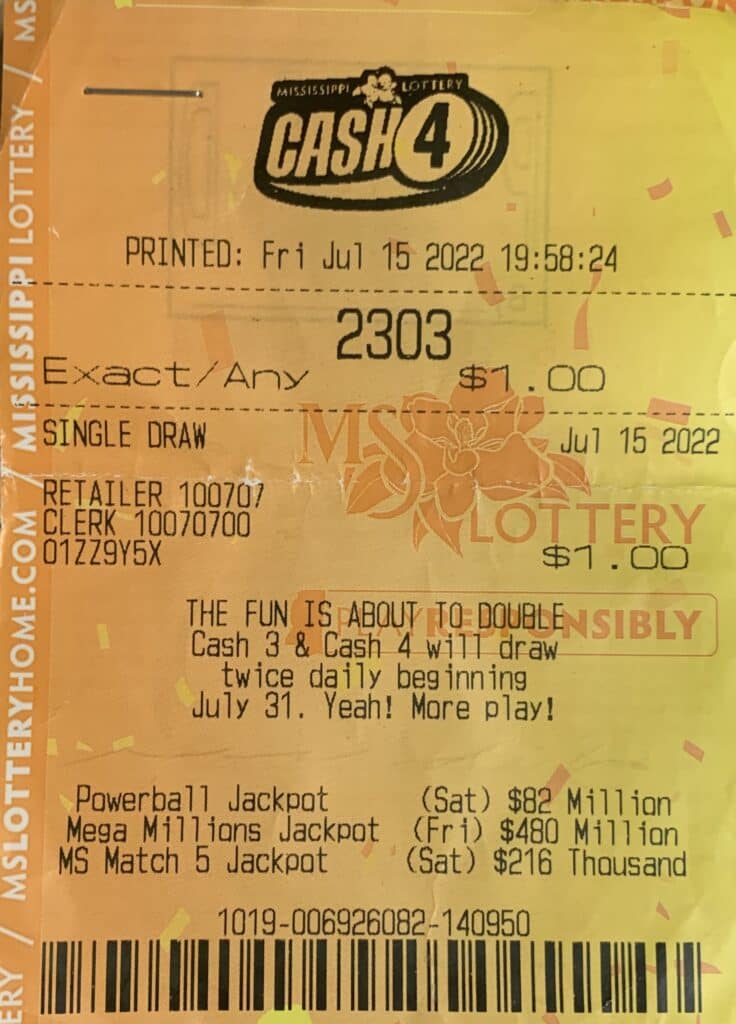 MISSISSIPPI LOTTERY
CASH 4
PRINTED: Fri Jul 15 2022 19:58:24
2303
Exact/Any $1.00
SINGLE DRAW Jul 15 2022
MS
LOTTERY
RETAILER 100707
CLERK 10070700
01ZZ9Y5X $1.00
PLAY RESPONSIBLY
THE FUN IS ABOUT TO DOUBLE
Cash 3 & Cash 4 will draw
twice daily beginning
July 31. Yeah! More play!
Powerball Jackpot (Sat) $82 Million
Mega Millions Jackpot (Fri) $480 Million
MS Match 5 Jackpot (Sat) $216 Thousand
1019-006926082-140950
ERY / MSLOTTERYHOME.COM / MISSISSIPPI LOTTERY / MS